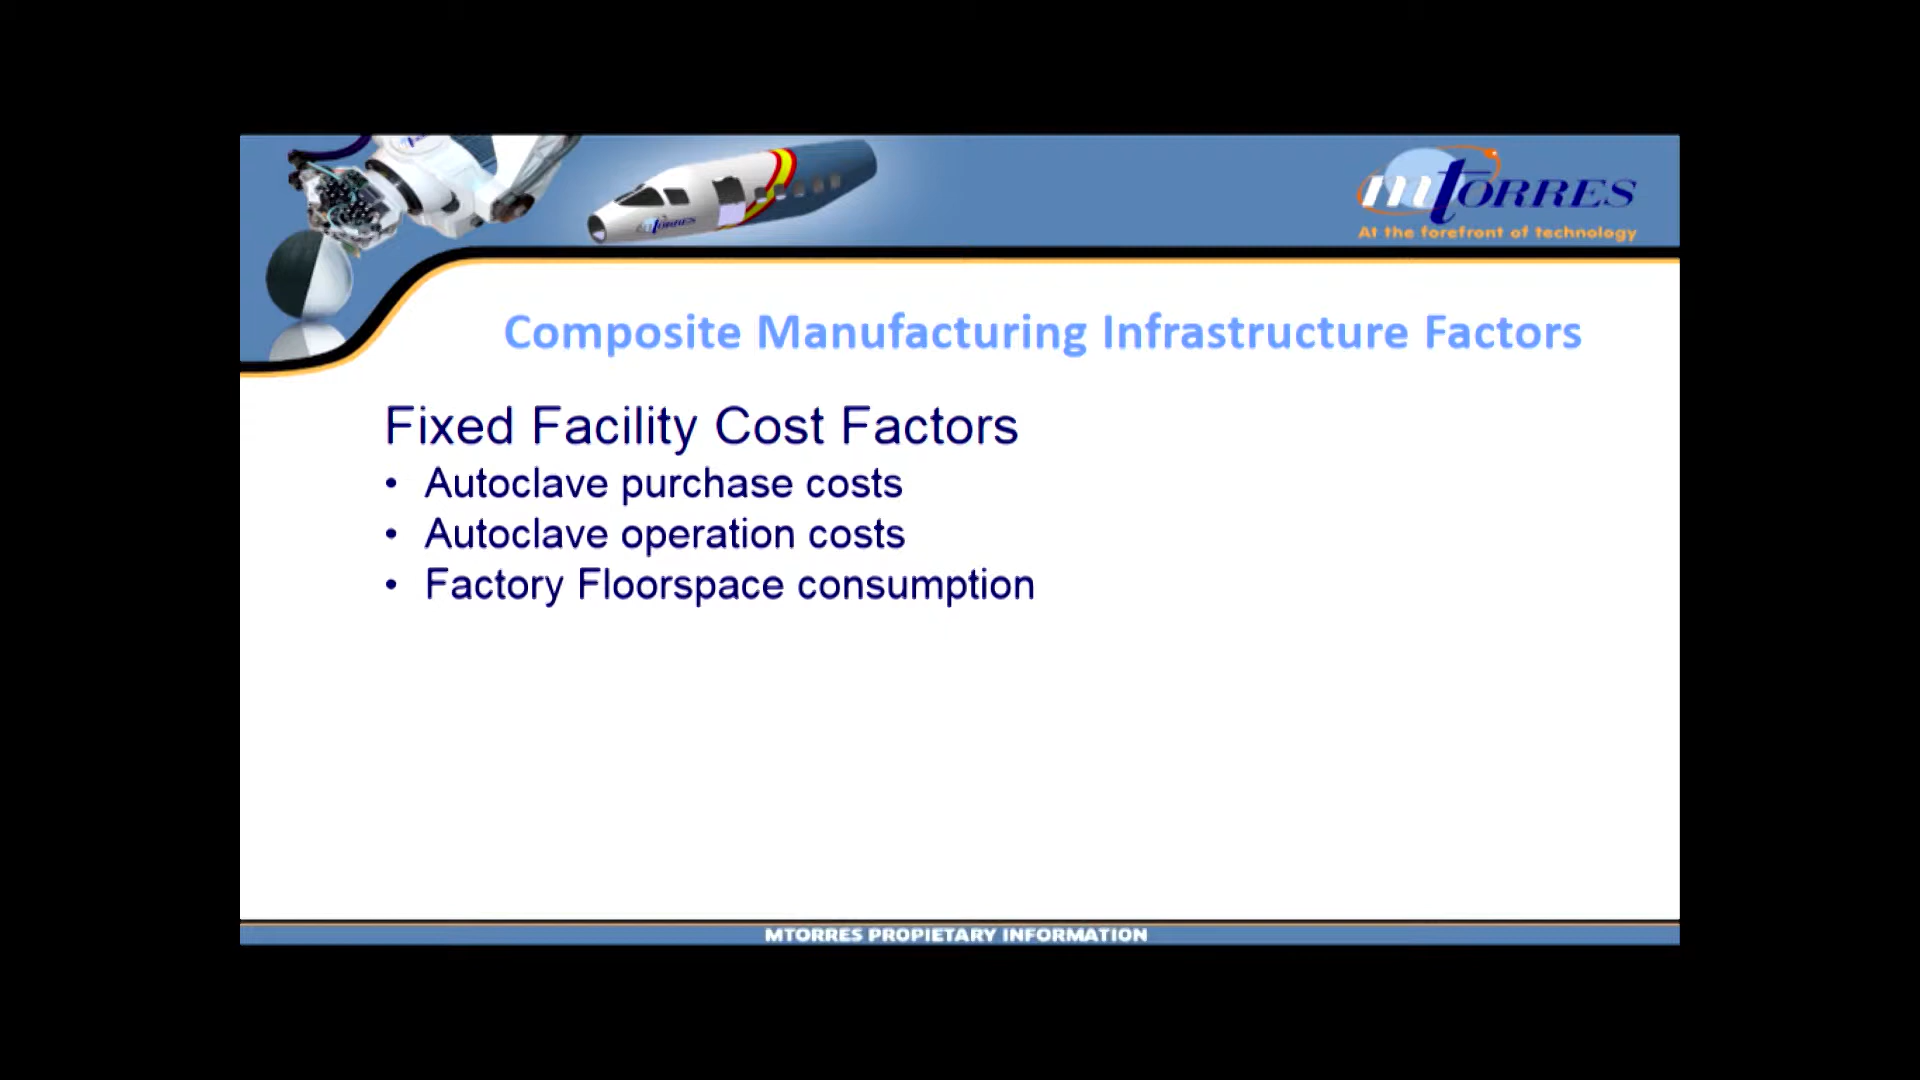 mTORRES
At the forefront of technology
mTORRES
Composite Manufacturing Infrastructure Factors
Fixed Facility Cost Factors
• Autoclave purchase costs
• Autoclave operation costs
• Factory Floorspace consumption
MTORRES PROPIETARY INFORMATION